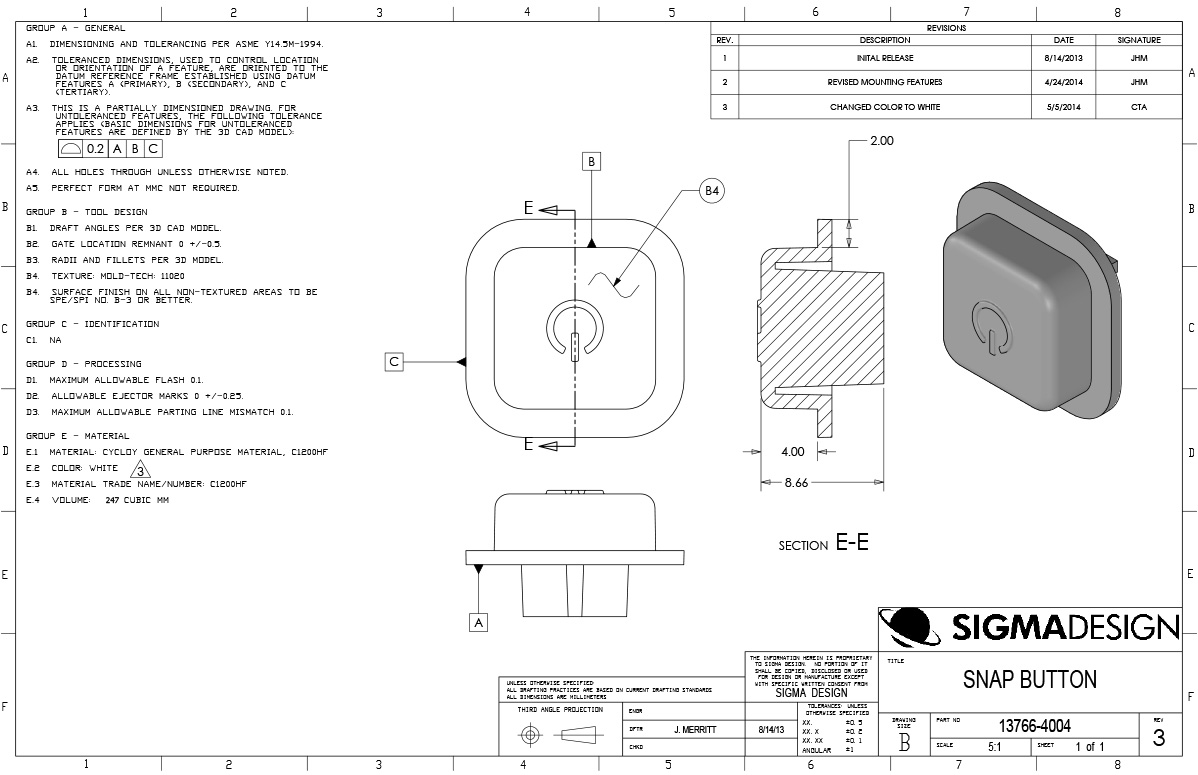 1 2 3 4 5 6 7 8
A
B
C
D
E
F
GROUP A - GENERAL
A1. DIMENSIONING AND TOLERANCING PER ASME Y14.5M-1994.
A2. TOLERANCED DIMENSIONS, USED TO CONTROL LOCATION
OR ORIENTATION OF A FEATURE, ARE ORIENTED TO THE
DATUM REFERENCE FRAME ESTABLISHED USING DATUM
FEATURES A (PRIMARY), B (SECONDARY), AND C
(TERTIARY).
A3. THIS IS A PARTIALLY DIMENSIONED DRAWING. FOR
UNTOLERANCED FEATURES, THE FOLLOWING TOLERANCE
APPLIES (BASIC DIMENSIONS FOR UNTOLERANCED
FEATURES ARE DEFINED BY THE 3D CAD MODEL):
0.2 A B C
A4. ALL HOLES THROUGH UNLESS OTHERWISE NOTED.
A5. PERFECT FORM AT MMC NOT REQUIRED.
GROUP B - TOOL DESIGN
B1. DRAFT ANGLES PER 3D CAD MODEL.
B2. GATE LOCATION REMNANT 0 +/-0.5.
B3. RADII AND FILLETS PER 3D MODEL.
B4. TEXTURE: MOLD-TECH: 11020
B4. SURFACE FINISH ON ALL NON-TEXTURED AREAS TO BE
SPE/SPI NO. B-3 OR BETTER.
GROUP C - IDENTIFICATION
C1. NA
GROUP D - PROCESSING
D1. MAXIMUM ALLOWABLE FLASH 0.1.
D2. ALLOWABLE EJECTOR MARKS 0 +/-0.25.
D3. MAXIMUM ALLOWABLE PARTING LINE MISMATCH 0.1.
GROUP E - MATERIAL
E.1 MATERIAL: CYCLOY GENERAL PURPOSE MATERIAL, C1200HF
E.2 COLOR: WHITE 3
E.3 MATERIAL TRADE NAME/NUMBER: C1200HF
E.4 VOLUME: 247 CUBIC MM
REVISIONS
REV. DESCRIPTION DATE SIGNATURE
1 INITAL RELEASE 8/14/2013 JHM
2 REVISED MOUNTING FEATURES 4/24/2014 JHM
3 CHANGED COLOR TO WHITE 5/5/2014 CTA
B
E
B4
C
E
A
2.00
4.00
8.66
SECTION E-E
SIGMADESIGN
THE INFORMATION HEREIN IS PROPRIETARY
TO SIGMA DESIGN. NO PORTION OF IT
SHALL BE COPIED, DISCLOSED OR USED
FOR DESIGN OR MANUFACTURE EXCEPT
WITH SPECIFIC WRITTEN CONSENT FROM
SIGMA DESIGN
TITLE
SNAP BUTTON
UNLESS OTHERWISE SPECIFIED:
ALL DRAFTING PRACTICES ARE BASED ON CURRENT DRAFTING STANDARDS
ALL DIMENSIONS ARE MILLIMETERS
THIRD ANGLE PROJECTION
ENGR
DFTR J. MERRITT 8/14/13
CHKD
TOLERANCES: UNLESS
OTHERWISE SPECIFIED
XX. ±0.5
XX. X ±0.2
XX. XX ±0.1
ANGULAR ±1
DRAWING
SIZE
B
PART NO 13766-4004
REV
3
SCALE 5:1 SHEET 1 of 1
A
B
C
D
E
F
1 2 3 4 5 6 7 8